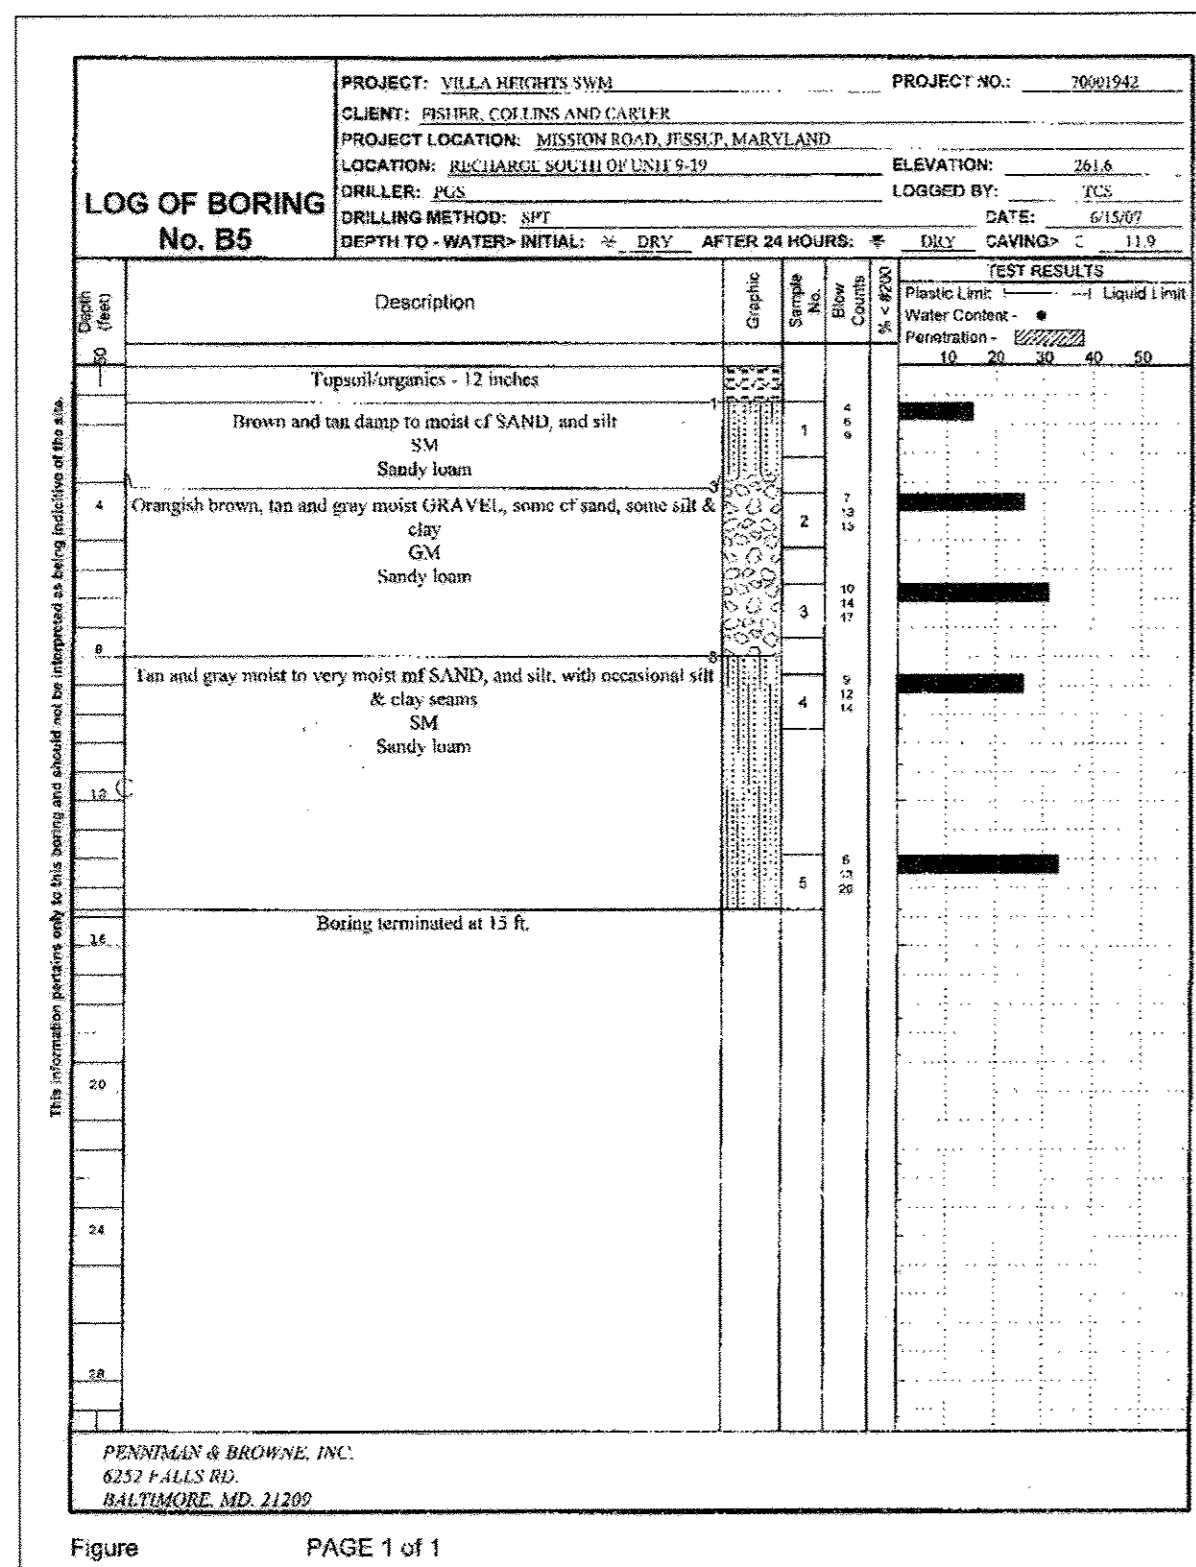 LOG OF BORING
No. B5
PROJECT: VILLA HEIGHTS SWM PROJECT NO.: 70001942
CLIENT: FISHER, COLLINS AND CARTER
PROJECT LOCATION: MISSION ROAD, JESSUP, MARYLAND
LOCATION: RECHARGE SOUTH OF UNIT 9-19 ELEVATION: 261.6
DRILLER: PGS LOGGED BY: TCS
DRILLING METHOD: SPT DATE: 6/15/07
DEPTH TO - WATER> INITIAL: DRY AFTER 24 HOURS: DRY CAVING> C 11.9
Depth (feet)
Description
Graphic
Sample No.
Blow Counts
% < #200
TEST RESULTS
Plastic Limit Liquid Limit
Water Content -
Penetration -
10 20 30 40 50
0
Topsoil/organics - 12 inches
1
Brown and tan damp to moist cf SAND, and silt
SM
Sandy loam
1
4
6
9
3
4
Orangish brown, tan and gray moist GRAVEL, some cf sand, some silt &
clay
GM
Sandy loam
2
7
13
3
10
14
17
8
8
Tan and gray moist to very moist mf SAND, and silt, with occasional silt
& clay seams
SM
Sandy loam
4
9
12
14
12 C
5
6
13
20
Boring terminated at 15 ft.
16
20
24
28
This information pertains only to this boring and should not be interpreted as being indicitive of the site.
PENNIMAN & BROWNE, INC.
6252 FALLS RD.
BALTIMORE, MD. 21209
Figure PAGE 1 of 1